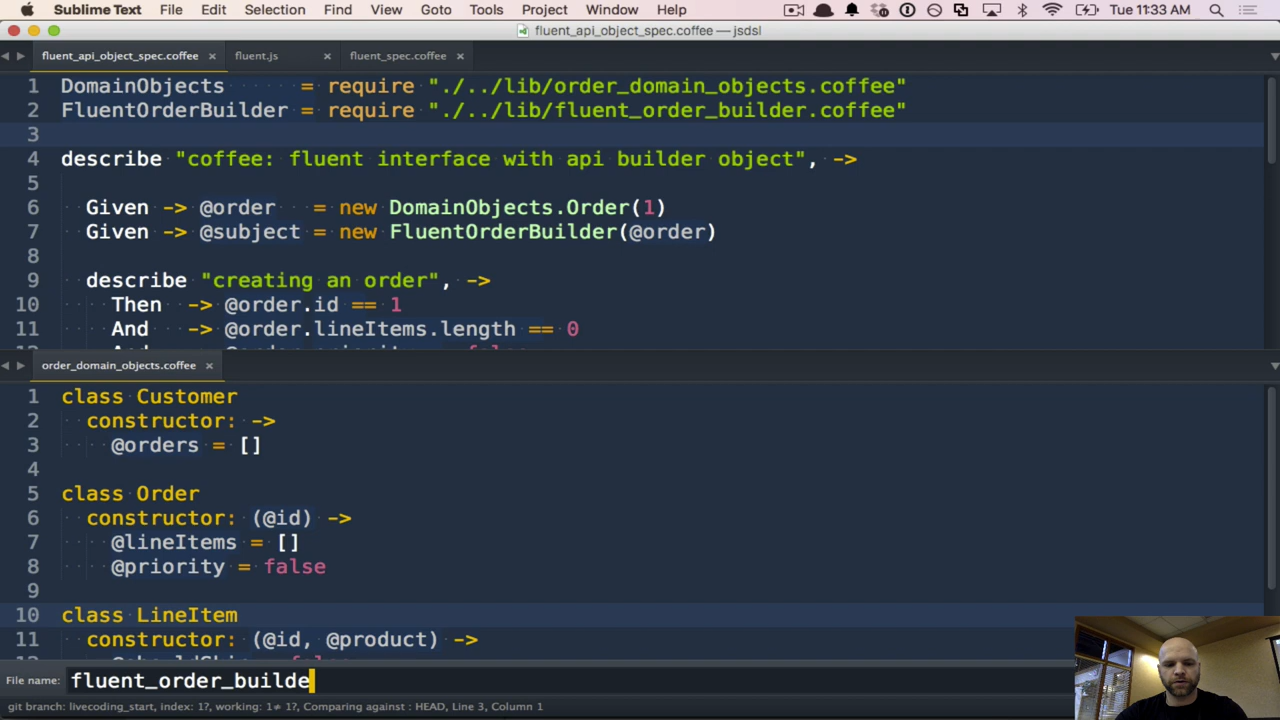 Sublime Text File Edit Selection Find View Goto Tools Project Window Help Tue 11:33 AM
fluent_api_object_spec.coffee — jsdsl
fluent_api_object_spec.coffee × fluent.js × fluent_spec.coffee ×
1 DomainObjects = require "./../lib/order_domain_objects.coffee"
2 FluentOrderBuilder = require "./../lib/fluent_order_builder.coffee"
3
4 describe "coffee: fluent interface with api builder object", ->
5
6 Given -> @order = new DomainObjects.Order(1)
7 Given -> @subject = new FluentOrderBuilder(@order)
8
9 describe "creating an order", ->
10 Then -> @order.id == 1
11 And -> @order.lineItems.length == 0
order_domain_objects.coffee ×
1 class Customer
2 constructor: ->
3 @orders = []
4
5 class Order
6 constructor: (@id) ->
7 @lineItems = []
8 @priority = false
9
10 class LineItem
11 constructor: (@id, @product) ->
File name: fluent_order_builde
git branch: livecoding_start, index: 1?, working: 1≠ 1?, Comparing against : HEAD, Line 3, Column 1